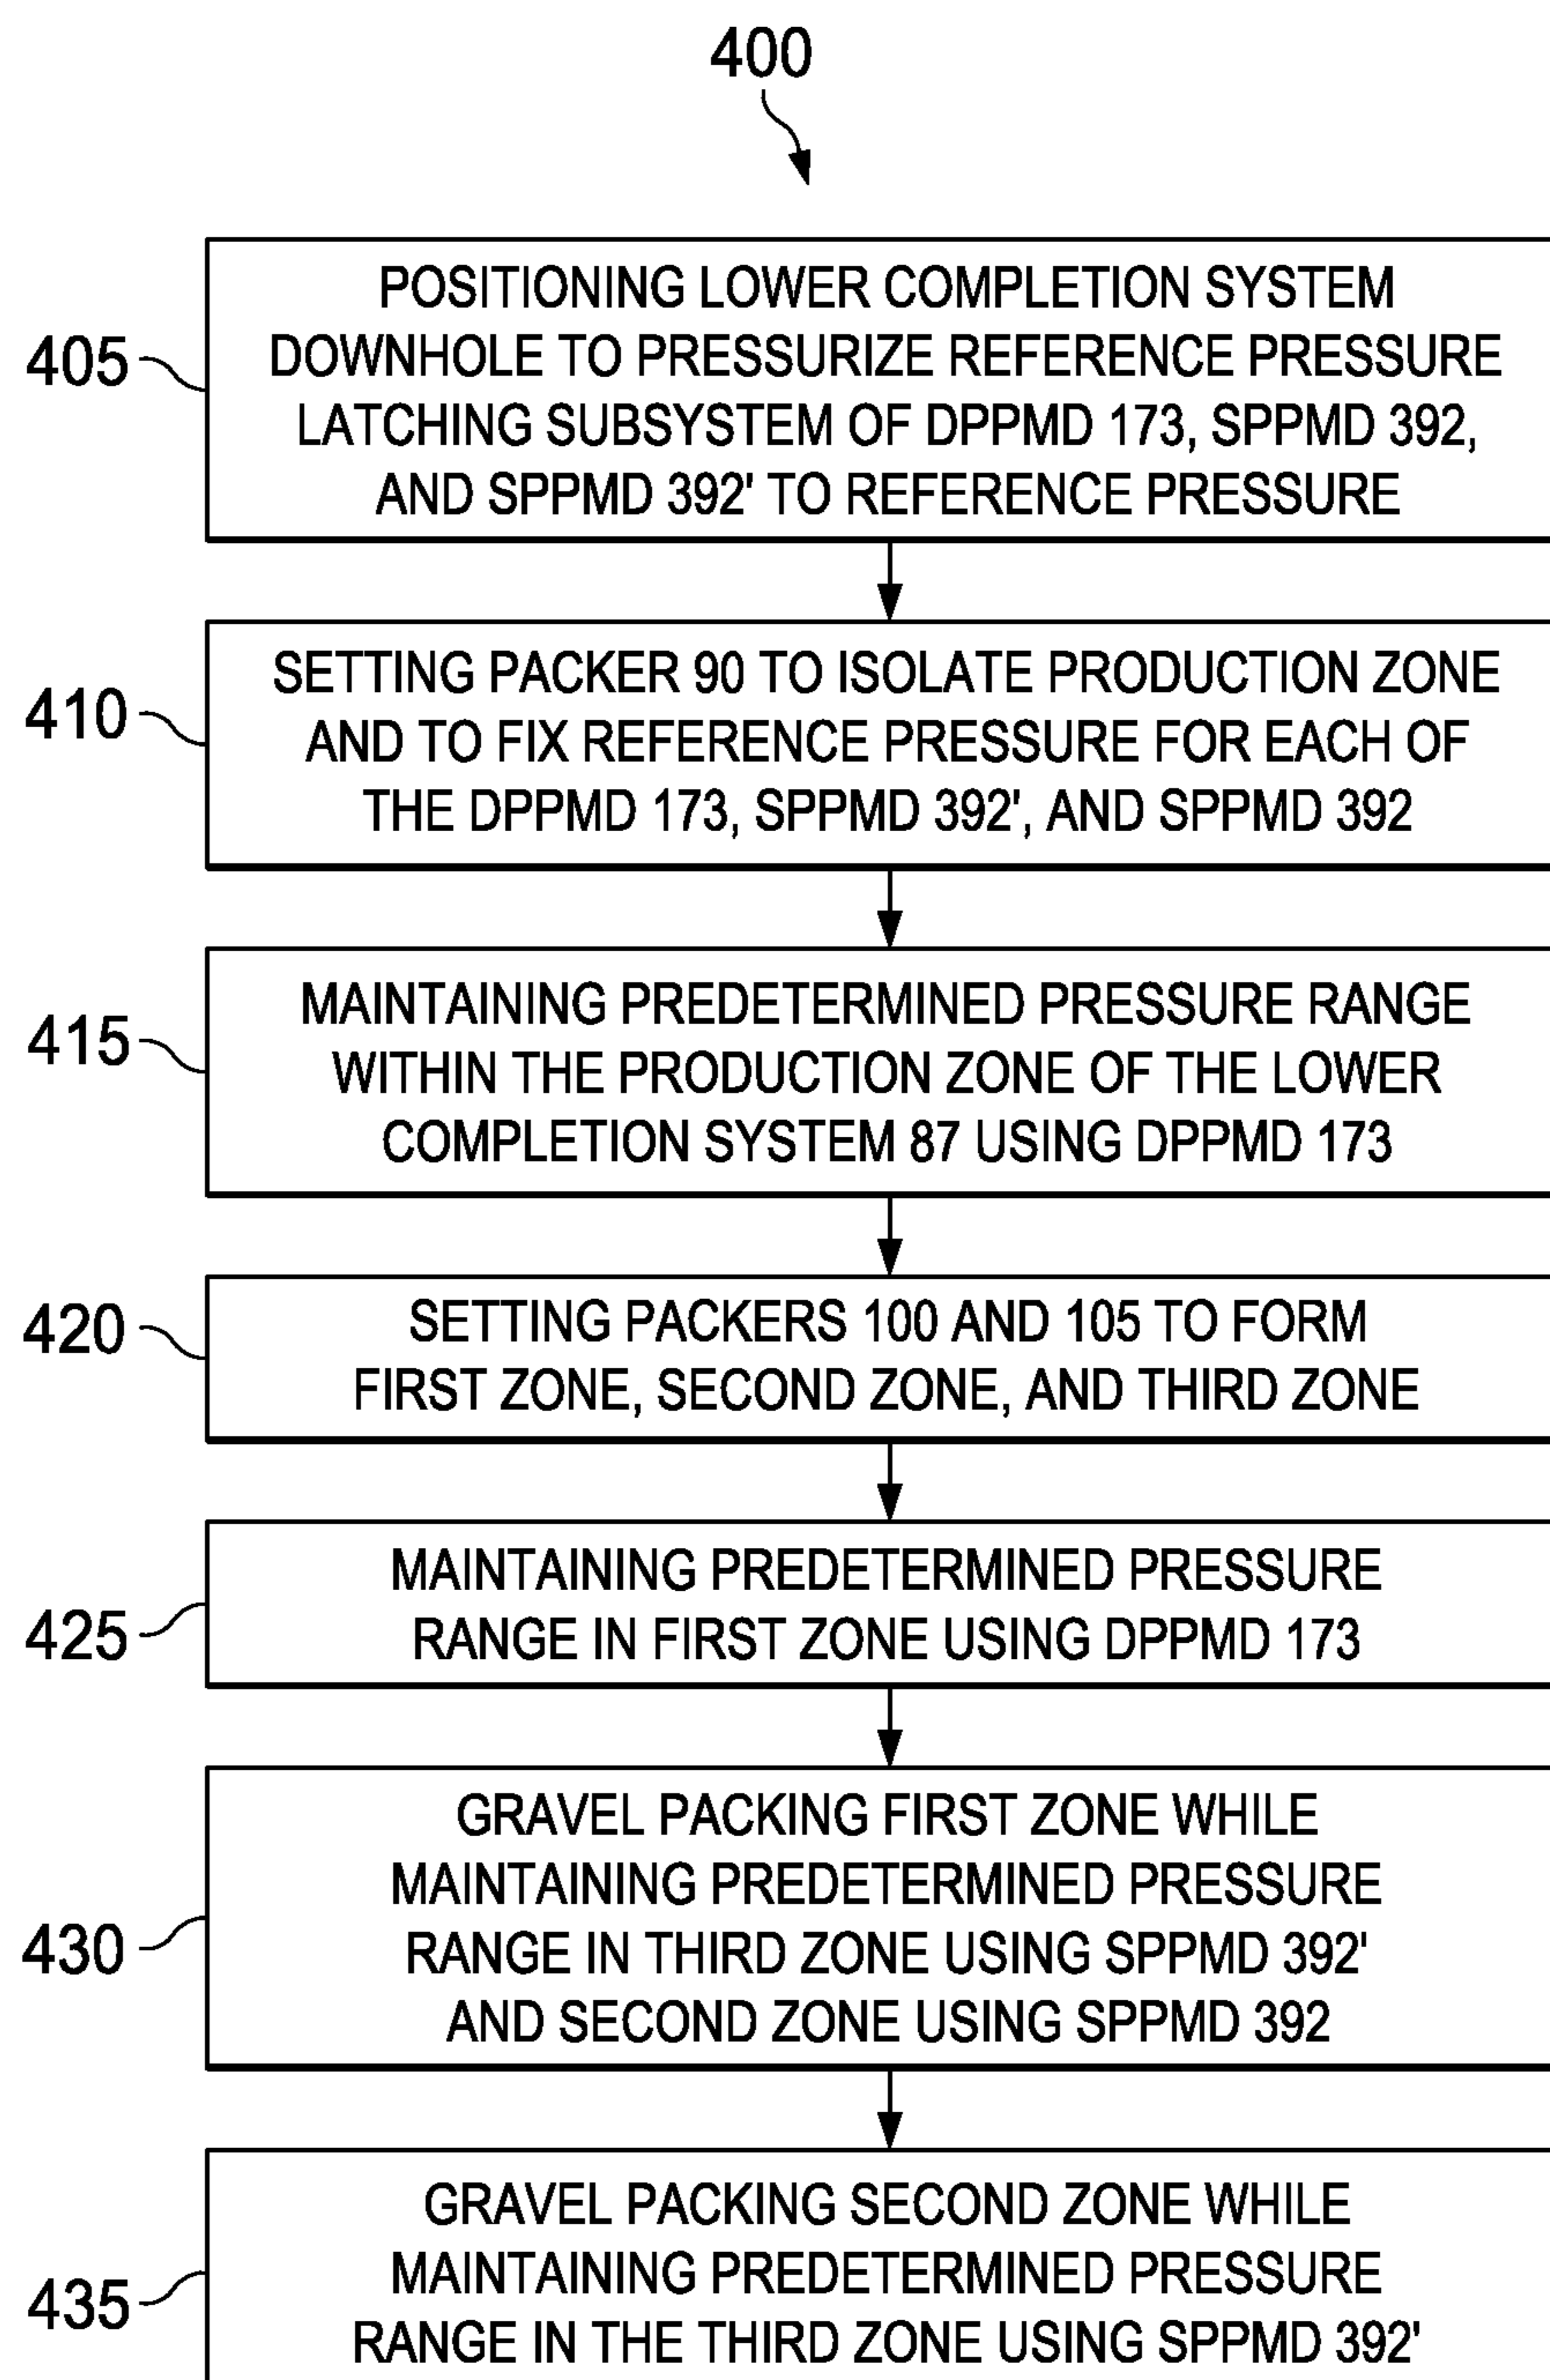 400
405
POSITIONING LOWER COMPLETION SYSTEM
DOWNHOLE TO PRESSURIZE REFERENCE PRESSURE
LATCHING SUBSYSTEM OF DPPMD 173, SPPMD 392,
AND SPPMD 392' TO REFERENCE PRESSURE
410
SETTING PACKER 90 TO ISOLATE PRODUCTION ZONE
AND TO FIX REFERENCE PRESSURE FOR EACH OF
THE DPPMD 173, SPPMD 392', AND SPPMD 392
415
MAINTAINING PREDETERMINED PRESSURE RANGE
WITHIN THE PRODUCTION ZONE OF THE LOWER
COMPLETION SYSTEM 87 USING DPPMD 173
420
SETTING PACKERS 100 AND 105 TO FORM
FIRST ZONE, SECOND ZONE, AND THIRD ZONE
425
MAINTAINING PREDETERMINED PRESSURE
RANGE IN FIRST ZONE USING DPPMD 173
430
GRAVEL PACKING FIRST ZONE WHILE
MAINTAINING PREDETERMINED PRESSURE
RANGE IN THIRD ZONE USING SPPMD 392'
AND SECOND ZONE USING SPPMD 392
435
GRAVEL PACKING SECOND ZONE WHILE
MAINTAINING PREDETERMINED PRESSURE
RANGE IN THE THIRD ZONE USING SPPMD 392'